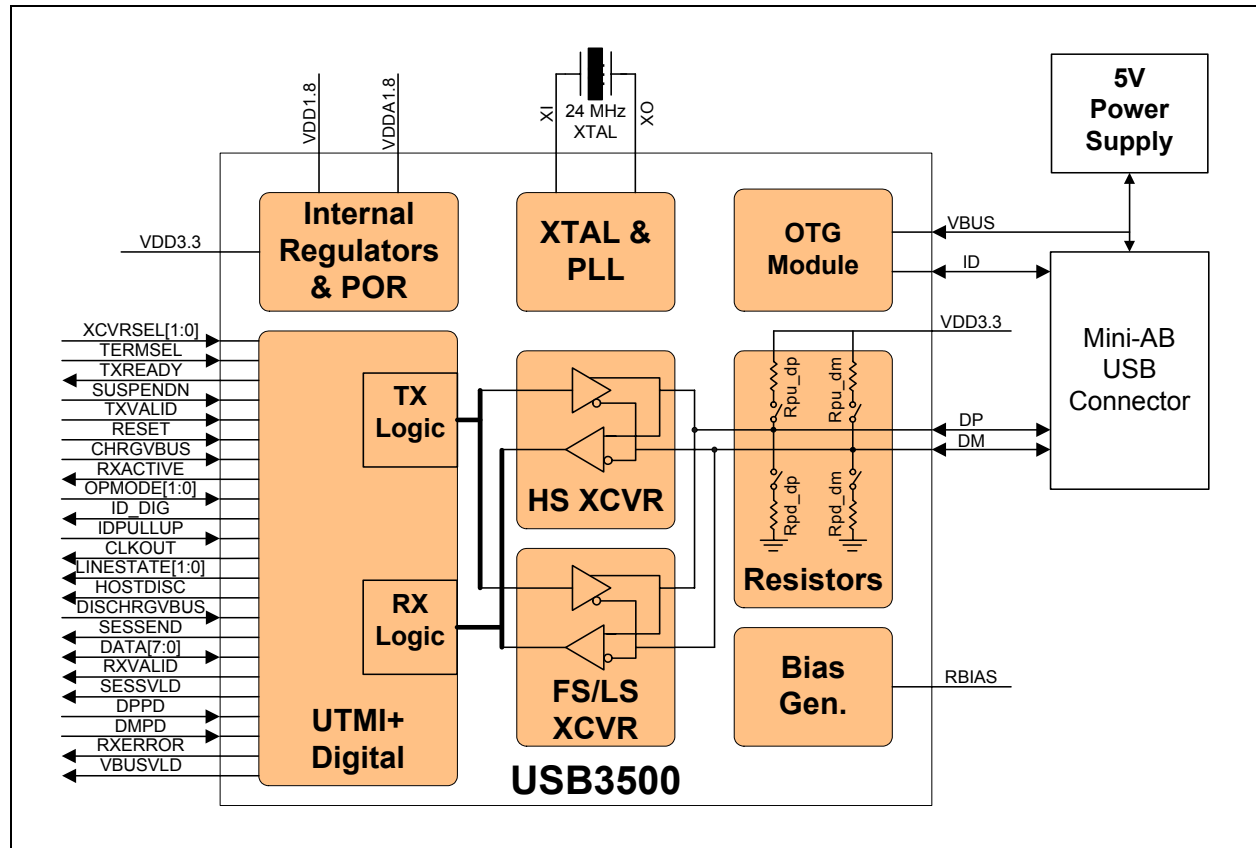 VDD1.8
VDDA1.8
XI
24 MHz
XTAL
XO
5V
Power
Supply
Internal
Regulators
& POR
VDD3.3
XTAL &
PLL
OTG
Module
VBUS
ID
VDD3.3
Mini-AB
USB
Connector
XCVRSEL[1:0]
TERMSEL
TXREADY
SUSPENDN
TXVALID
RESET
CHRGVBUS
RXACTIVE
OPMODE[1:0]
ID_DIG
IDPULLUP
CLKOUT
LINESTATE[1:0]
HOSTDISC
DISCHRGVBUS
SESSEND
DATA[7:0]
RXVALID
SESSVLD
DPPD
DMPD
RXERROR
VBUSVLD
TX
Logic
RX
Logic
UTMI+
Digital
HS XCVR
FS/LS
XCVR
Rpu_dp
Rpu_dm
Rpd_dp
Rpd_dm
Resistors
DP
DM
Bias
Gen.
RBIAS
USB3500